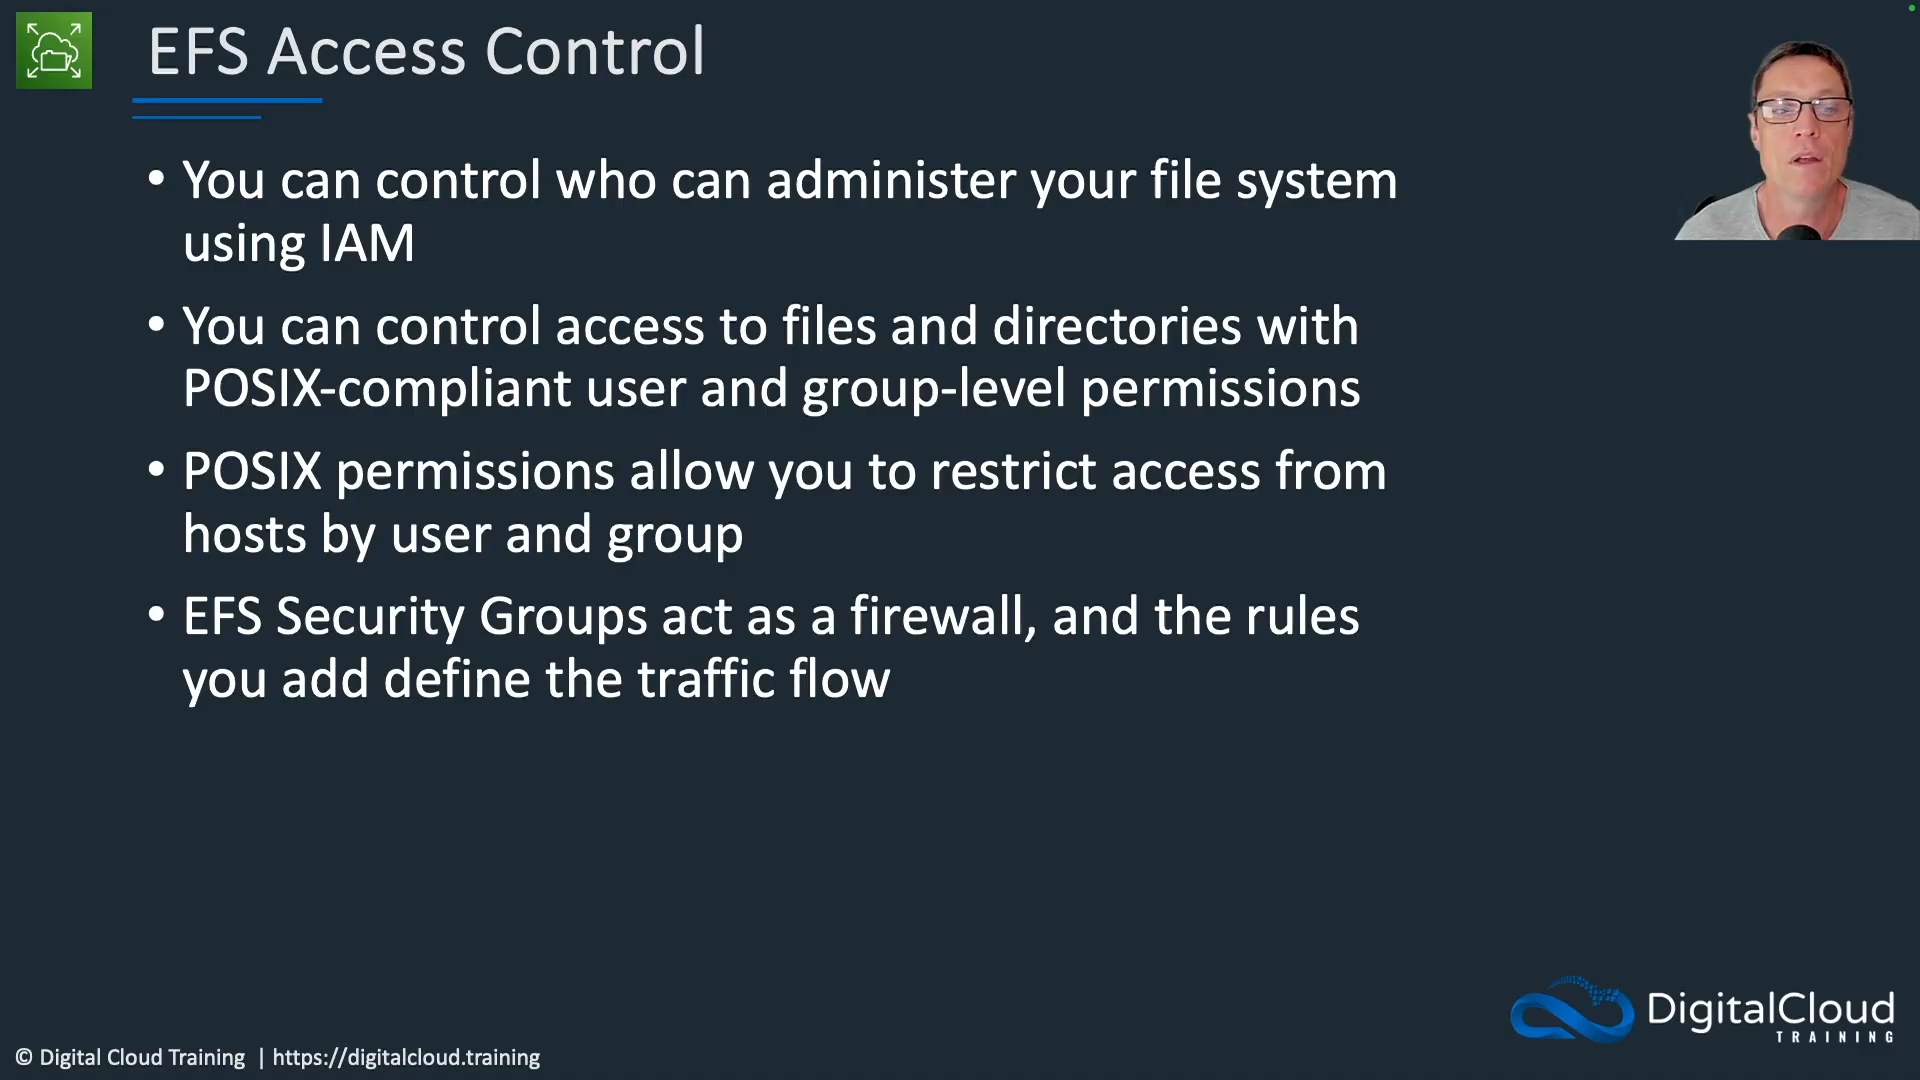 EFS Access Control
• You can control who can administer your file system
using IAM
• You can control access to files and directories with
POSIX-compliant user and group-level permissions
• POSIX permissions allow you to restrict access from
hosts by user and group
• EFS Security Groups act as a firewall, and the rules
you add define the traffic flow
DigitalCloud
TRAINING
© Digital Cloud Training | https://digitalcloud.training